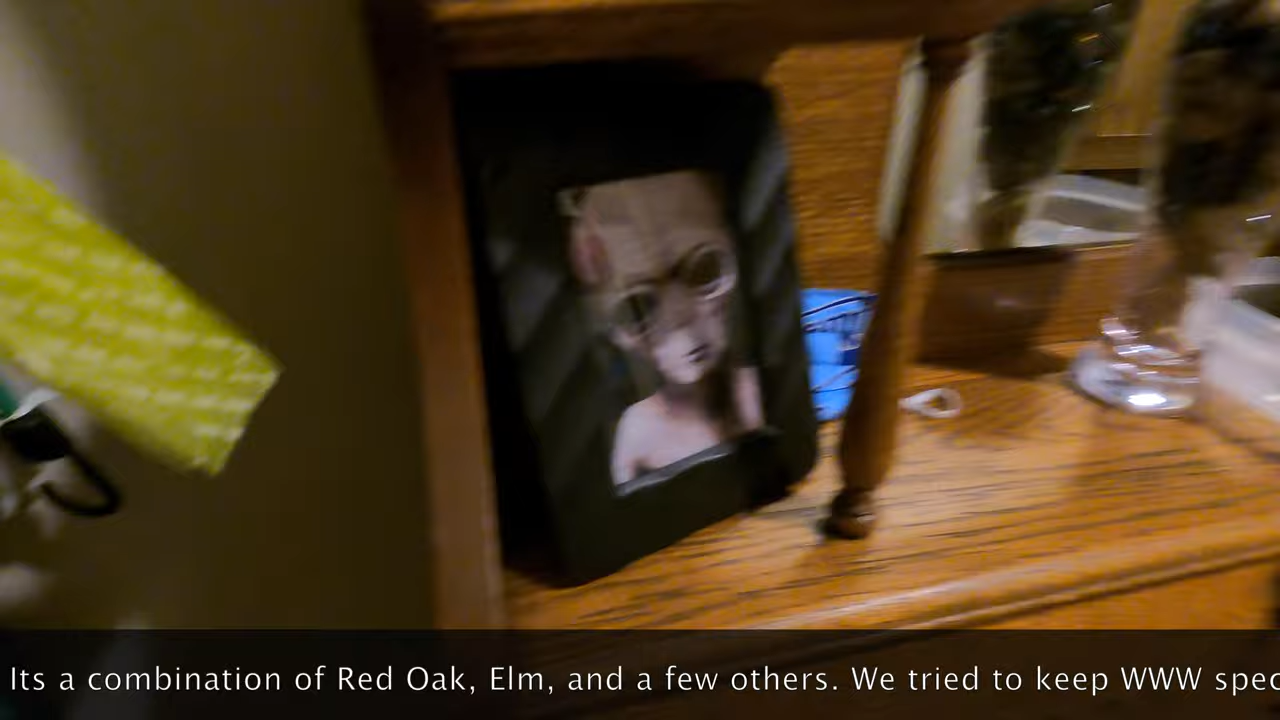 Its a combination of Red Oak, Elm, and a few others. We tried to keep WWW spec